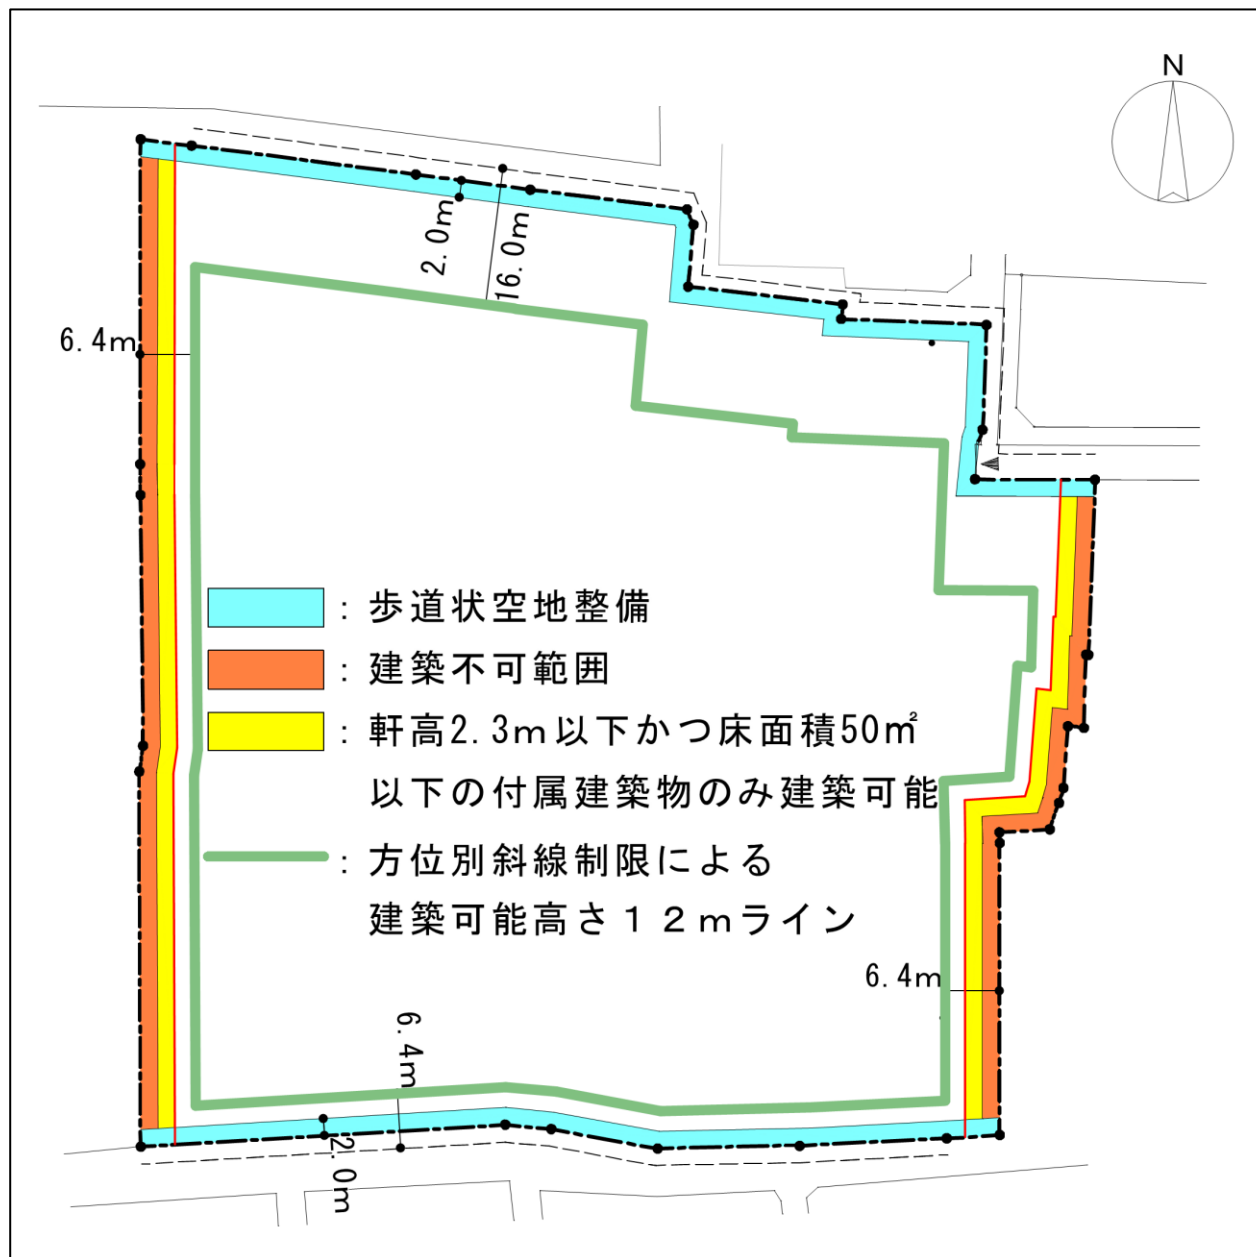 N
2.0m
16.0m
6.4m
：歩道状空地整備
：建築不可範囲
：軒高2.3m以下かつ床面積50㎡
以下の付属建築物のみ建築可能
：方位別斜線制限による
建築可能高さ１２ｍライン
6.4m
6.4m
2.0m